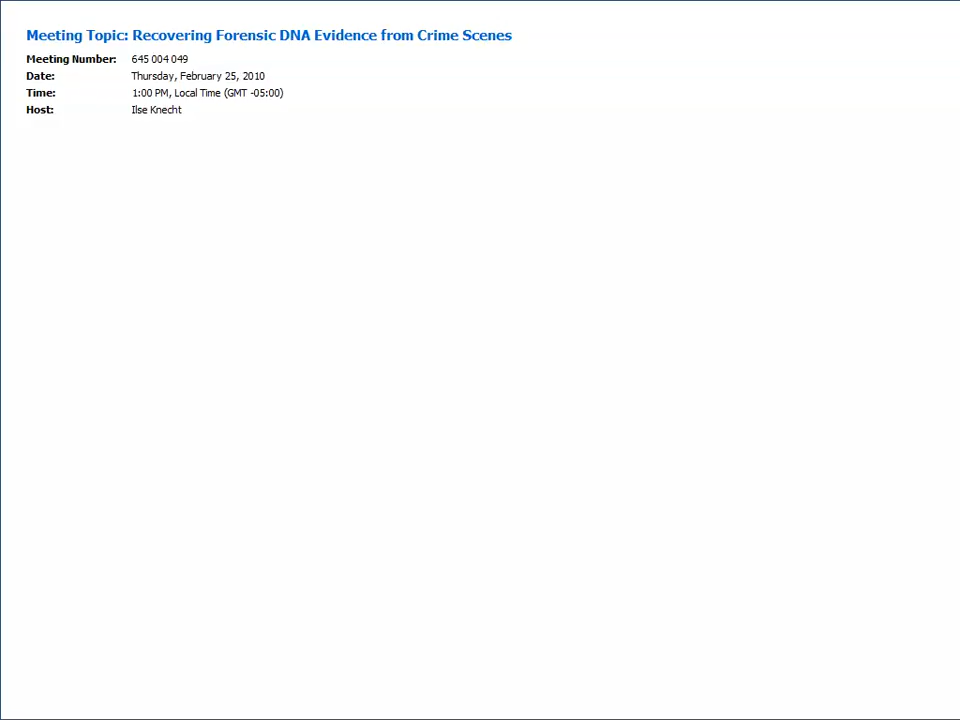 Meeting Topic: Recovering Forensic DNA Evidence from Crime Scenes
Meeting Number: 645 004 049
Date: Thursday, February 25, 2010
Time: 1:00 PM, Local Time (GMT -05:00)
Host: Ilse Knecht